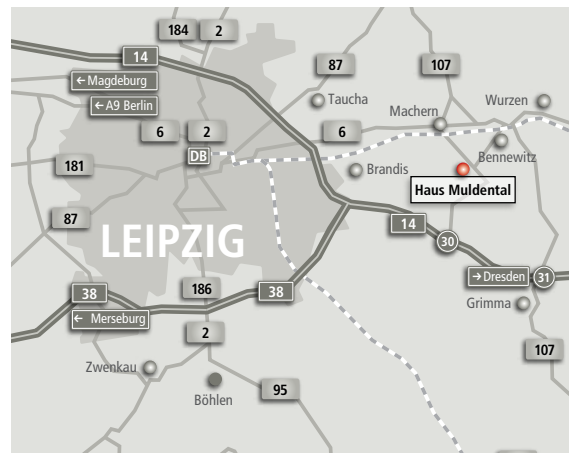 184
2
14
87
107
← Magdeburg
← A9 Berlin
Taucha
Machern
Wurzen
6
2
6
DB
Bennewitz
181
Brandis
Haus Muldental
87
14
LEIPZIG
30
→ Dresden
31
186
38
38
Grimma
← Merseburg
2
107
Zwenkau
95
Böhlen